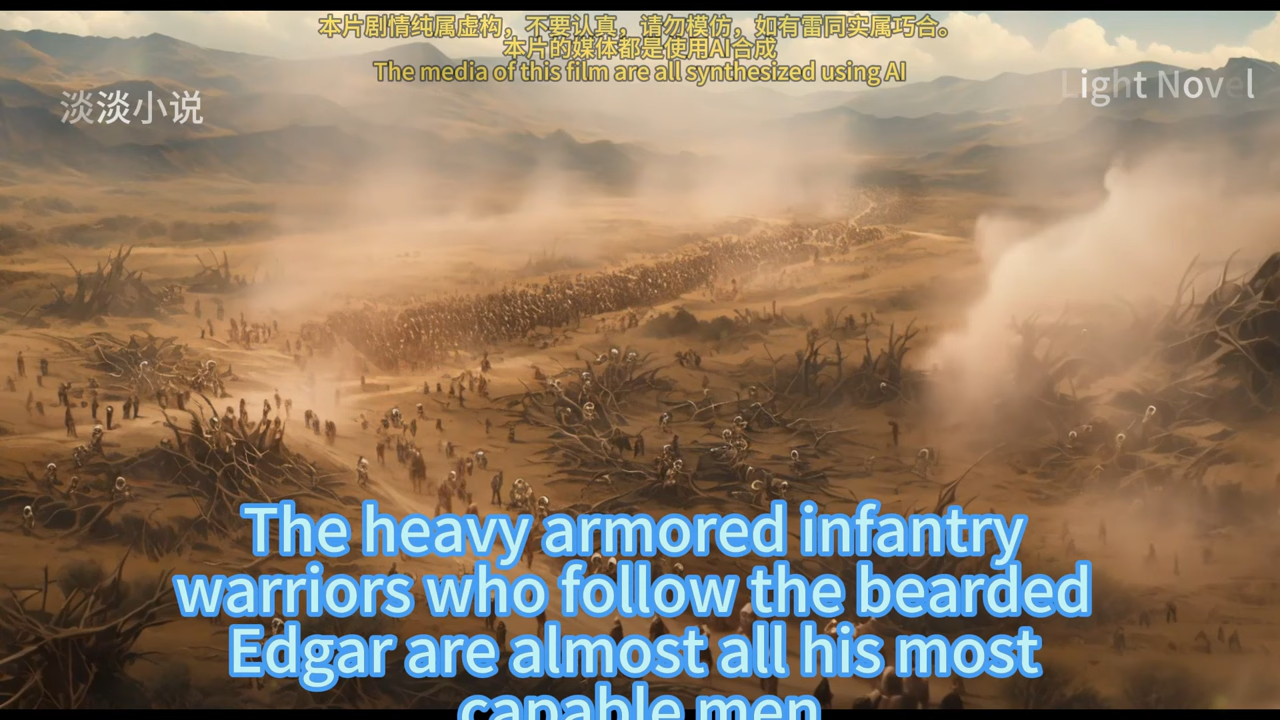 本片剧情纯属虚构，不要认真，请勿模仿，如有雷同实属巧合。
本片的媒体都是使用AI合成
The media of this film are all synthesized using AI
淡淡小说
Light Novel
The heavy armored infantry
warriors who follow the bearded
Edgar are almost all his most
capable men